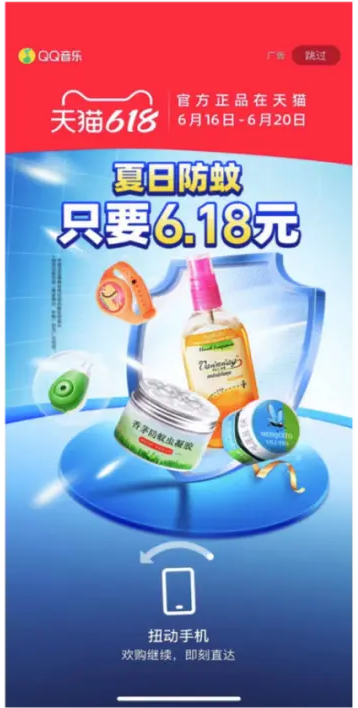 QQ音乐
广告 跳过
天猫618
官方正品在天猫
6月16日-6月20日
夏日防蚊
只要6.18元
香茅防蚊虫凝胶
MOSQUITO
扭动手机
欢购继续，即刻直达